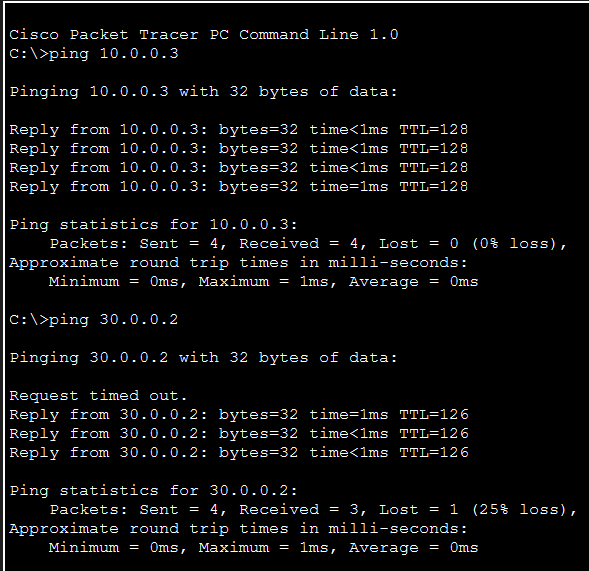 Cisco Packet Tracer PC Command Line 1.0
C:\>ping 10.0.0.3
Pinging 10.0.0.3 with 32 bytes of data:
Reply from 10.0.0.3: bytes=32 time<1ms TTL=128
Reply from 10.0.0.3: bytes=32 time<1ms TTL=128
Reply from 10.0.0.3: bytes=32 time<1ms TTL=128
Reply from 10.0.0.3: bytes=32 time=1ms TTL=128
Ping statistics for 10.0.0.3:
    Packets: Sent = 4, Received = 4, Lost = 0 (0% loss),
Approximate round trip times in milli-seconds:
    Minimum = 0ms, Maximum = 1ms, Average = 0ms
C:\>ping 30.0.0.2
Pinging 30.0.0.2 with 32 bytes of data:
Request timed out.
Reply from 30.0.0.2: bytes=32 time=1ms TTL=126
Reply from 30.0.0.2: bytes=32 time<1ms TTL=126
Reply from 30.0.0.2: bytes=32 time<1ms TTL=126
Ping statistics for 30.0.0.2:
    Packets: Sent = 4, Received = 3, Lost = 1 (25% loss),
Approximate round trip times in milli-seconds:
    Minimum = 0ms, Maximum = 1ms, Average = 0ms